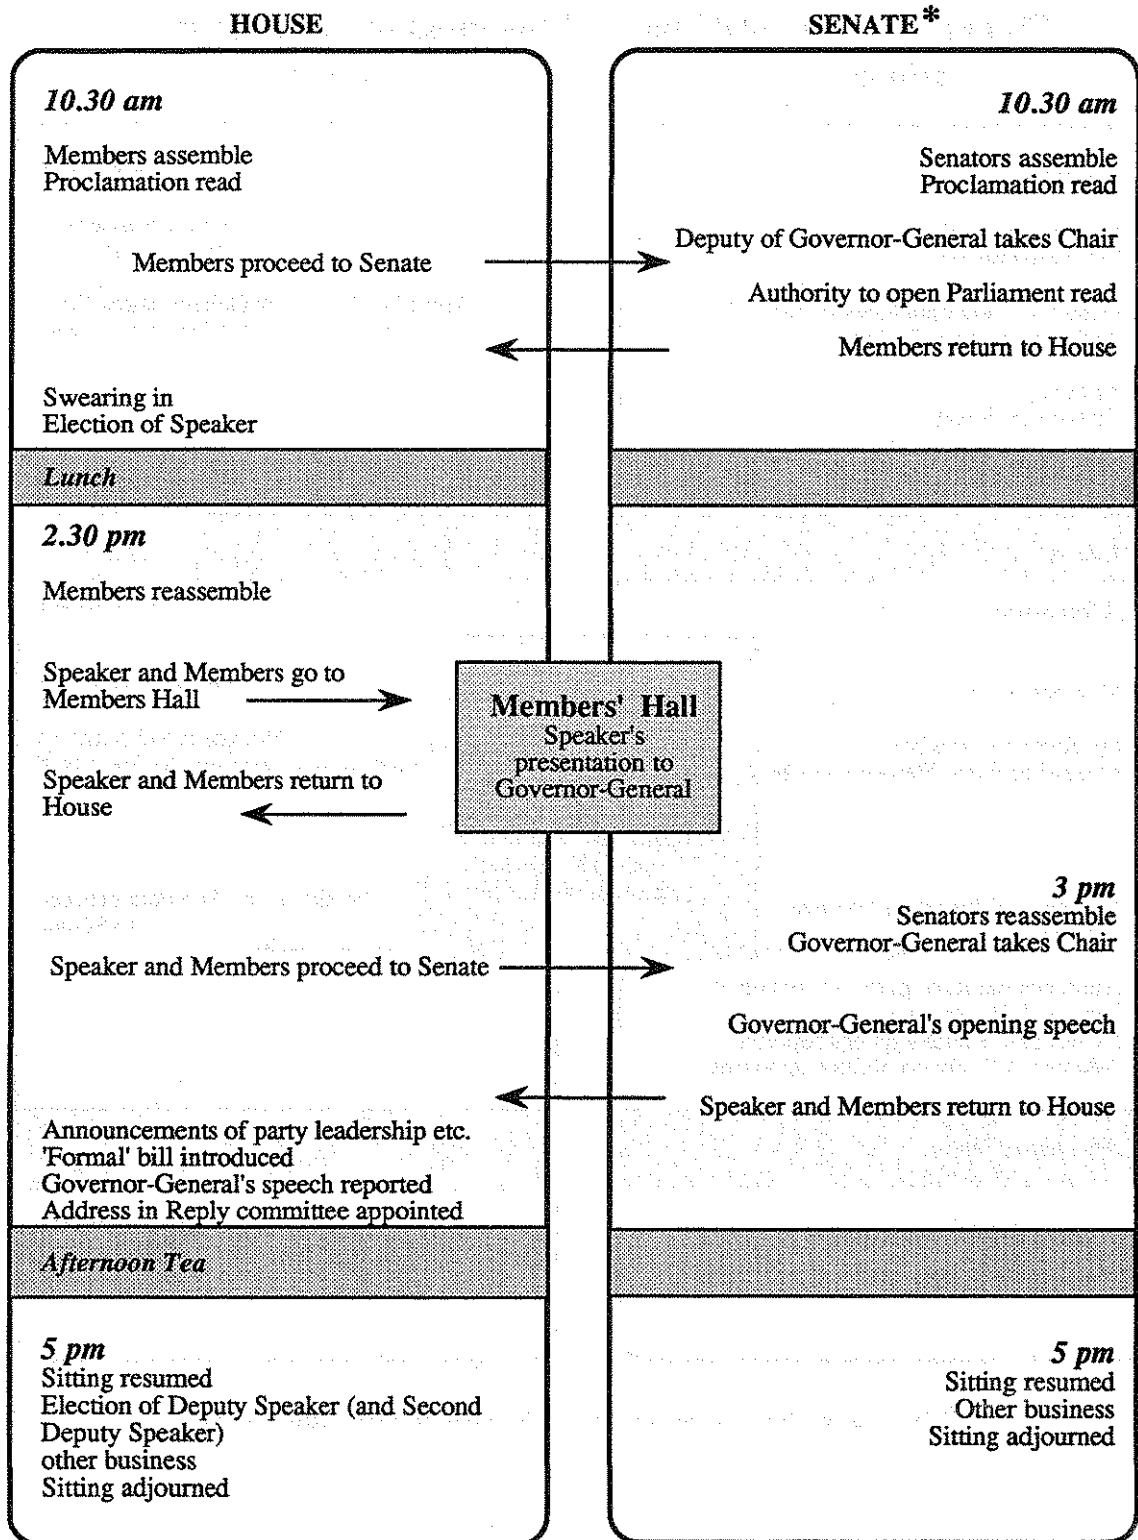 HOUSE
SENATE*
10.30 am
Members assemble
Proclamation read
Members proceed to Senate
Swearing in
Election of Speaker
10.30 am
Senators assemble
Proclamation read
Deputy of Governor-General takes Chair
Authority to open Parliament read
Members return to House
Lunch
2.30 pm
Members reassemble
Speaker and Members go to
Members Hall
Members' Hall
Speaker's
presentation to
Governor-General
Speaker and Members return to
House
3 pm
Senators reassemble
Governor-General takes Chair
Speaker and Members proceed to Senate
Governor-General's opening speech
Speaker and Members return to House
Announcements of party leadership etc.
'Formal' bill introduced
Governor-General's speech reported
Address in Reply committee appointed
Afternoon Tea
5 pm
Sitting resumed
Election of Deputy Speaker (and Second
Deputy Speaker)
other business
Sitting adjourned
5 pm
Sitting resumed
Other business
Sitting adjourned